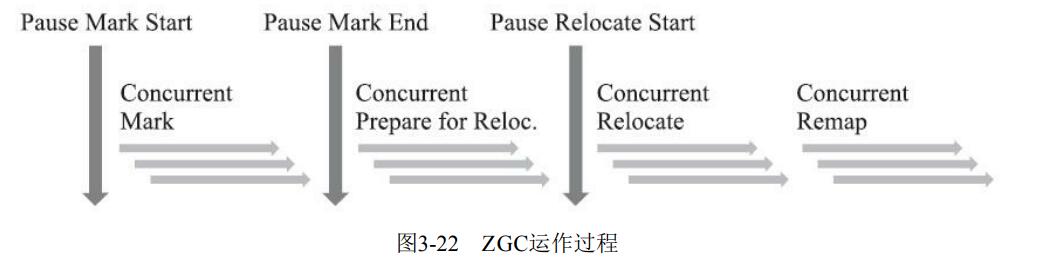 Pause Mark Start
Pause Mark End
Pause Relocate Start
Concurrent
Mark
Concurrent
Prepare for Reloc.
Concurrent
Relocate
Concurrent
Remap
图3-22 ZGC运作过程